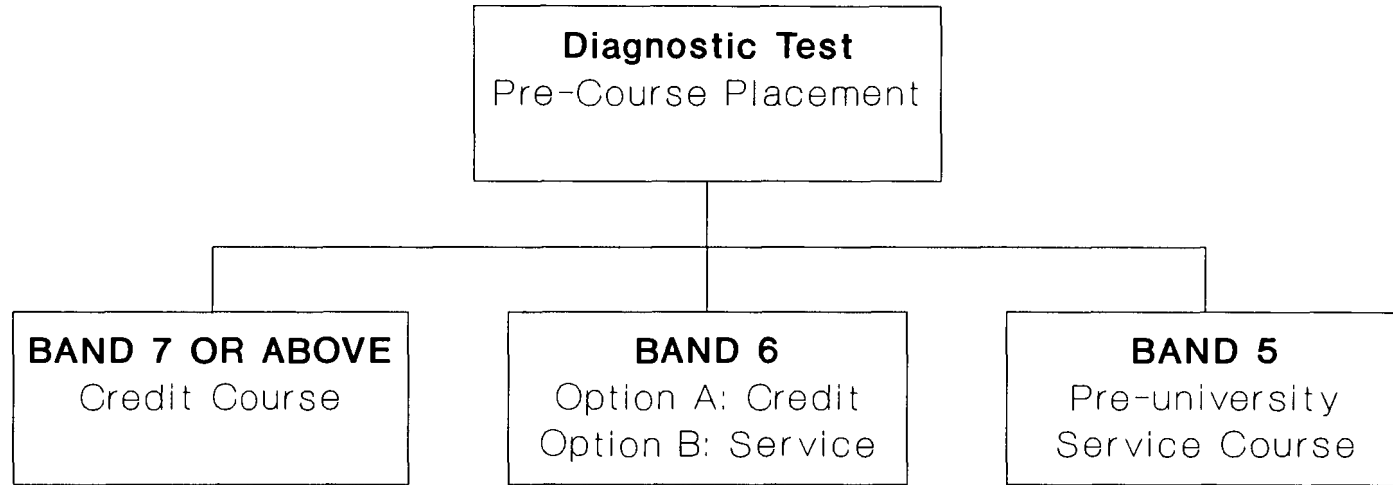 Diagnostic Test
Pre-Course Placement
BAND 7 OR ABOVE
Credit Course
BAND 6
Option A: Credit
Option B: Service
BAND 5
Pre-university
Service Course